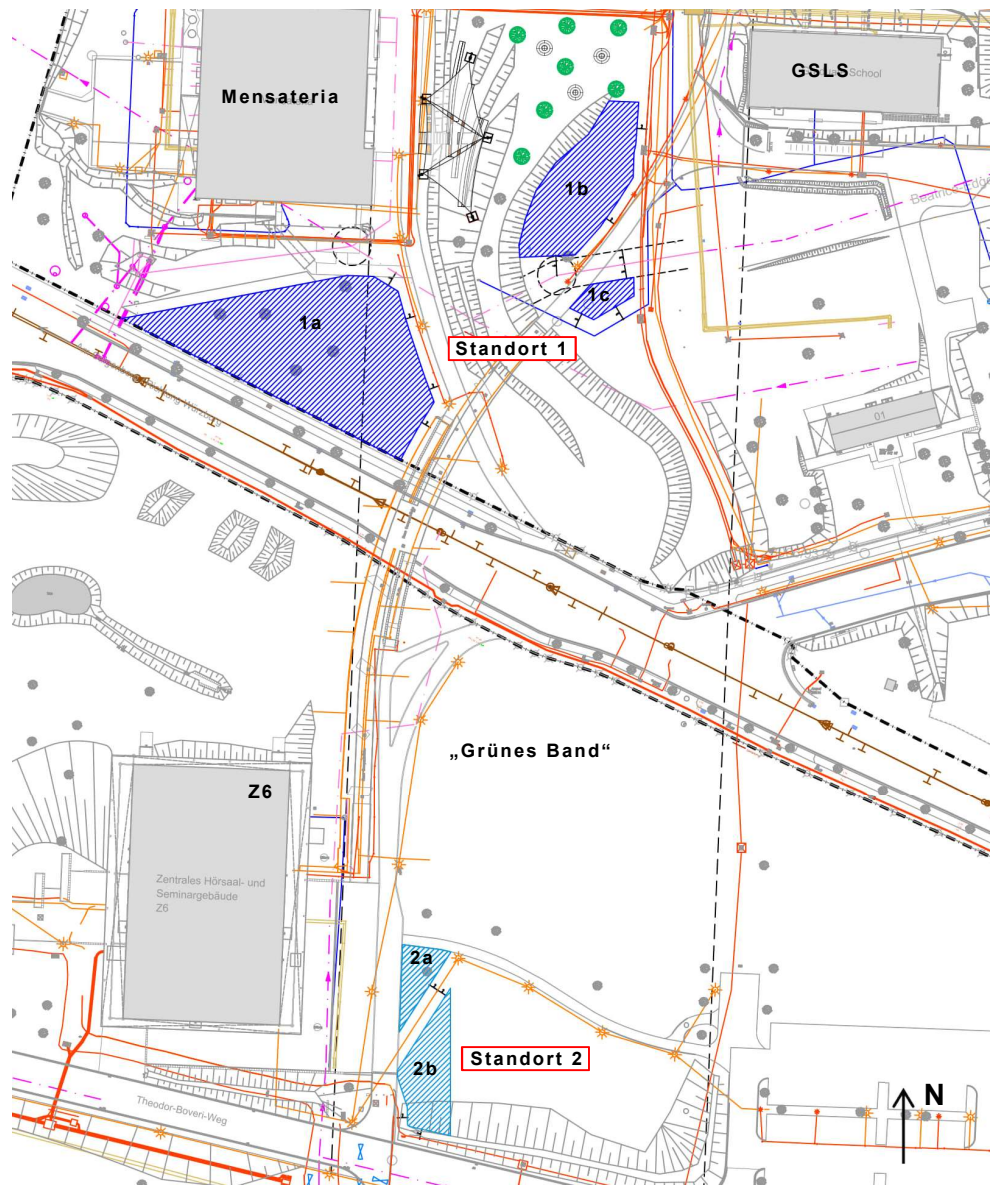 Mensateria
GSLS
1b
1c
1a
Standort 1
01
„Grünes Band“
Z6
Zentrales Hörsaal- und
Seminargebäude
Z6
2a
2b
Standort 2
Theodor-Boveri-Weg
N